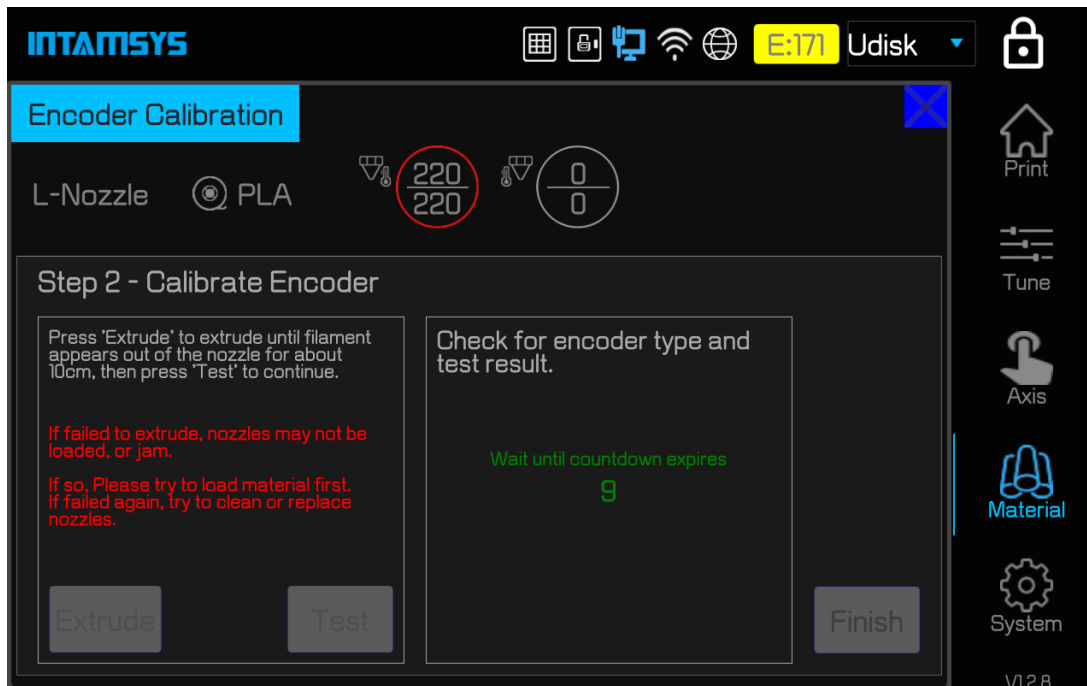 INTAMSYS
E:171
Udisk
Encoder Calibration
L-Nozzle
PLA
220
220
0
0
Step 2 - Calibrate Encoder
Press 'Extrude' to extrude until filament
appears out of the nozzle for about
10cm, then press 'Test' to continue.
If failed to extrude, nozzles may not be
loaded, or jam.
If so, Please try to load material first.
If failed again, try to clean or replace
nozzles.
Extrude
Test
Check for encoder type and
test result.
Wait until countdown expires
9
Finish
Print
Tune
Axis
Material
System
V1.2.8